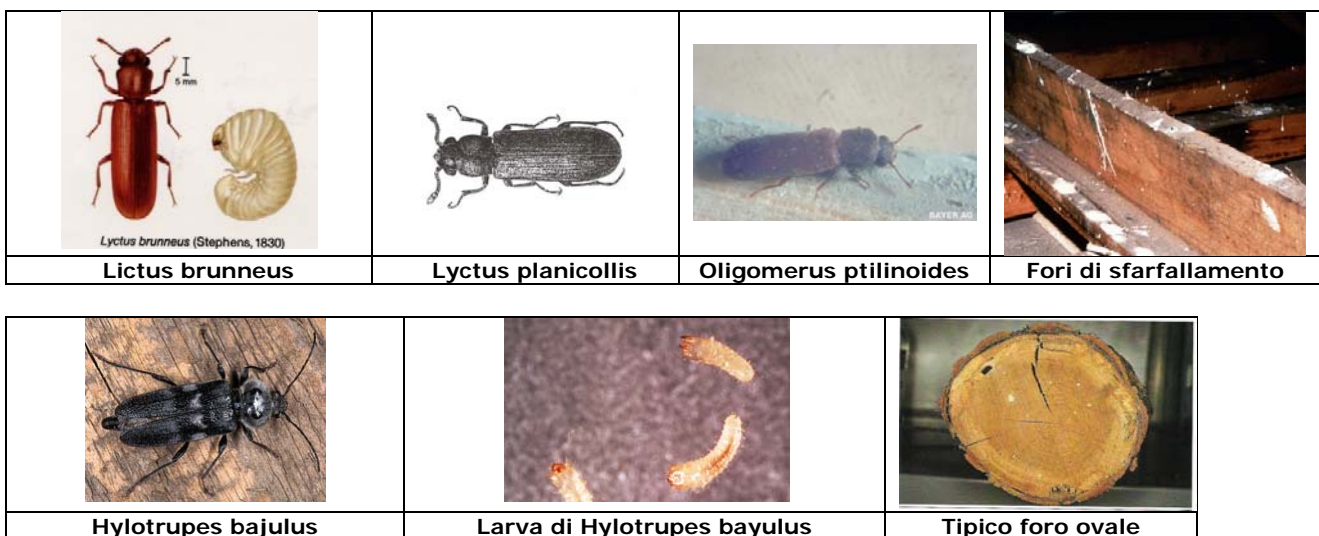 5 mm
Lyctus brunneus (Stephens, 1830)
BAYER AG
Lictus brunneus
Lyctus planicollis
Oligomerus ptilinoides
Fori di sfarfallamento
Hylotrupes bajulus
Larva di Hylotrupes bayulus
Tipico foro ovale